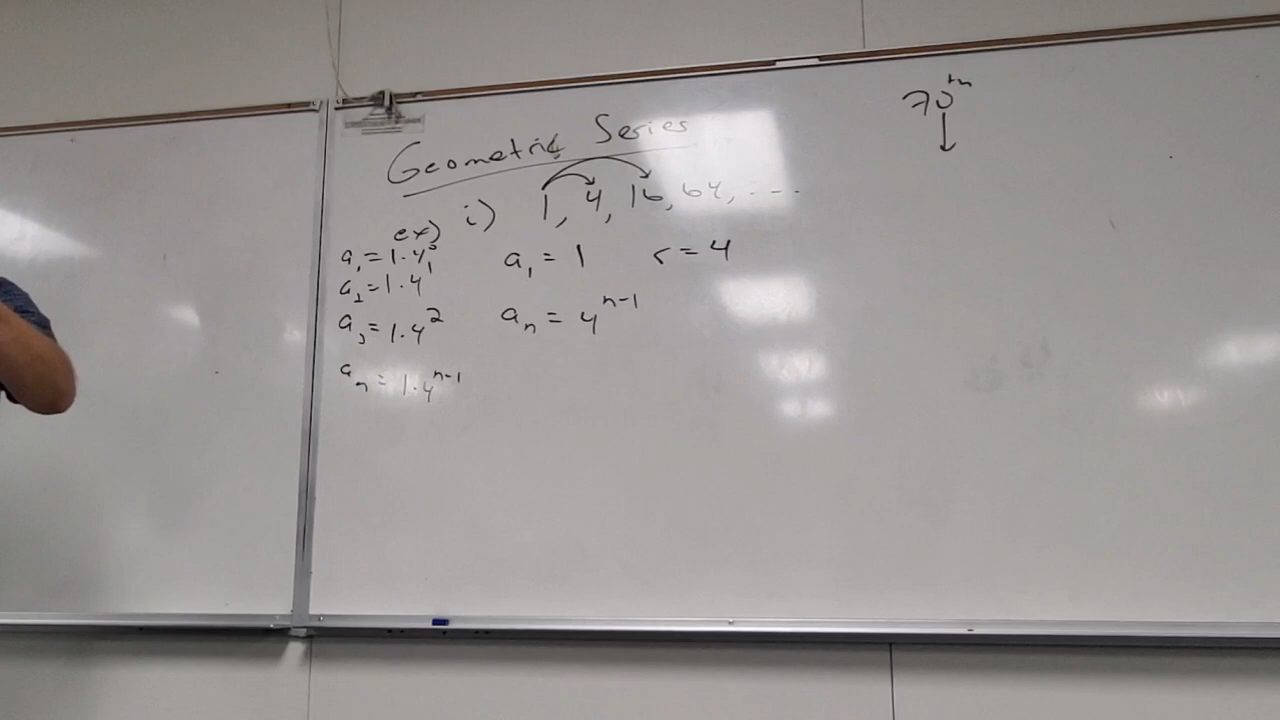 Geometric Series
70th
↓
ex) i) 1, 4, 16, 64, ...
a₁ = 1·4⁰
a₁ = 1 r = 4
a₂ = 1·4¹
a₃ = 1·4²
aₙ = 4ⁿ⁻¹
aₙ = 1·4ⁿ⁻¹